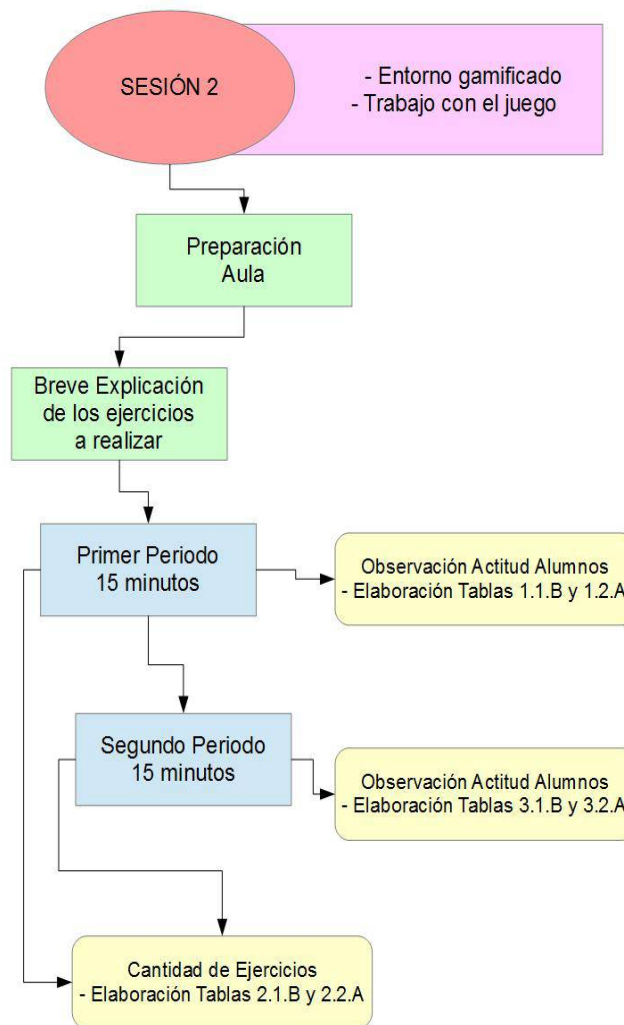 SESIÓN 2
- Entorno gamificado
- Trabajo con el juego
Preparación
Aula
Breve Explicación
de los ejercicios
a realizar
Primer Periodo
15 minutos
Observación Actitud Alumnos
- Elaboración Tablas 1.1.B y 1.2.A
Segundo Periodo
15 minutos
Observación Actitud Alumnos
- Elaboración Tablas 3.1.B y 3.2.A
Cantidad de Ejercicios
- Elaboración Tablas 2.1.B y 2.2.A